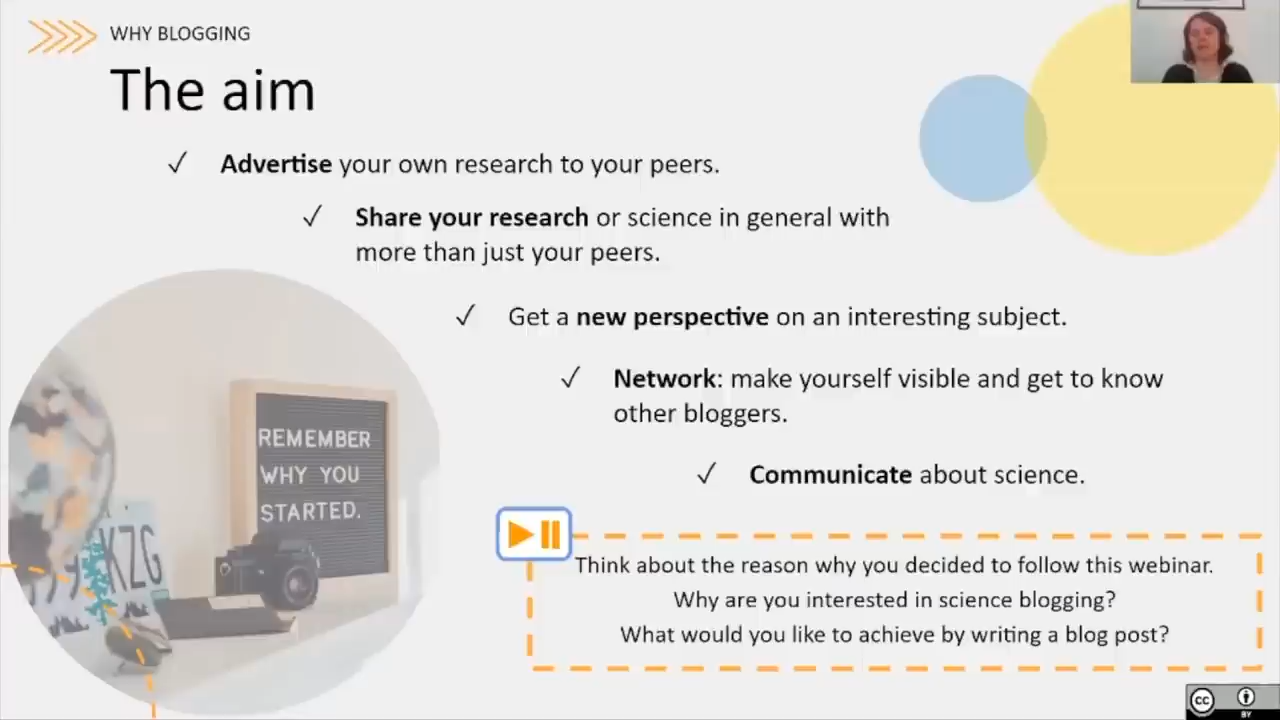 WHY BLOGGING
The aim
✓ Advertise your own research to your peers.
✓ Share your research or science in general with
more than just your peers.
✓ Get a new perspective on an interesting subject.
✓ Network: make yourself visible and get to know
other bloggers.
✓ Communicate about science.
REMEMBER
WHY YOU
STARTED.
KZG
Think about the reason why you decided to follow this webinar.
Why are you interested in science blogging?
What would you like to achieve by writing a blog post?
CC
BY